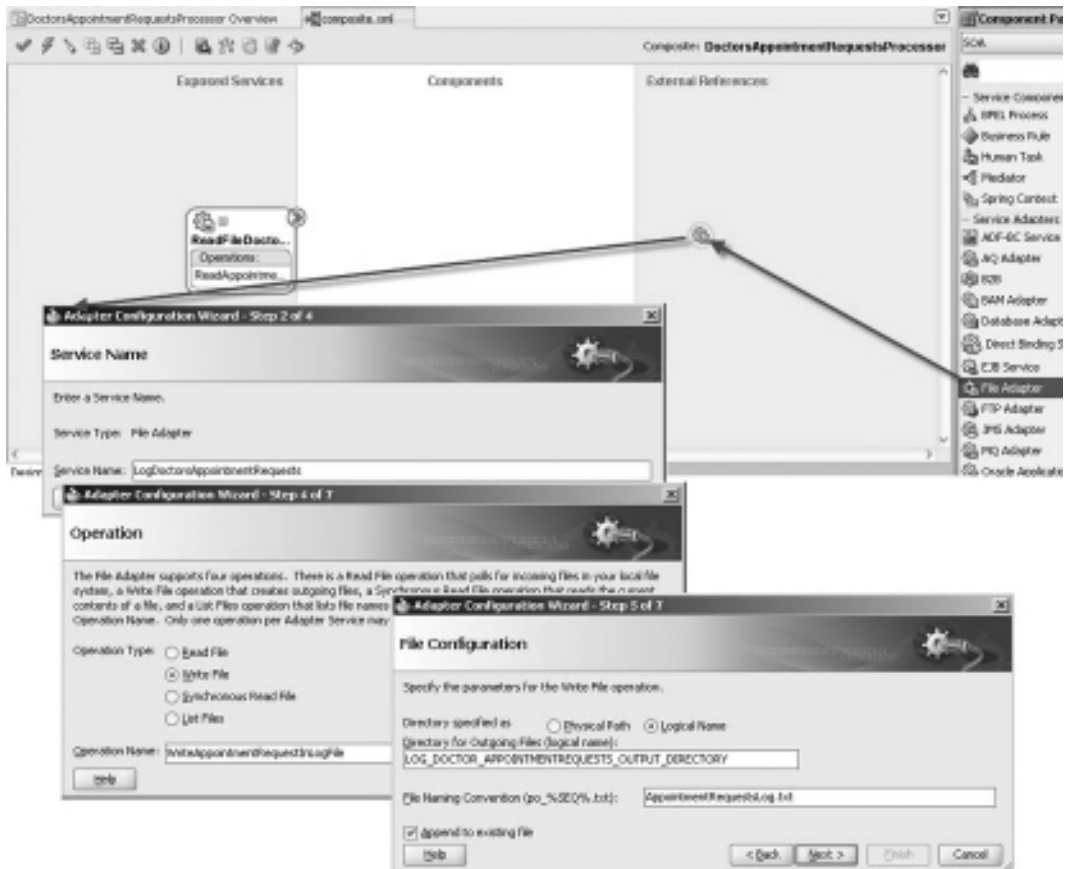 DoctorsAppointmentRequestsProcessor Overview
composite.xml
Component Pa
Composite: DoctorsAppointmentRequestsProcessor
SOA
Exposed Services
Components
External References
Service Componen
BPEL Process
Business Rule
Human Task
Mediator
Spring Context
Service Adapters
ADF-BC Service
AQ Adapter
B2B
BAM Adapter
Database Adapt
Direct Binding S
EJB Service
File Adapter
FTP Adapter
JMS Adapter
MQ Adapter
Oracle Applicati
ReadFileDocto...
Operations:
ReadAppointme...
Adapter Configuration Wizard - Step 2 of 4
Service Name
Enter a Service Name.
Service Type: File Adapter
Service Name: LogDoctorsAppointmentRequests
Adapter Configuration Wizard - Step 4 of 7
Operation
The File Adapter supports four operations. There is a Read File operation that polls for incoming files in your local file
system, a Write File operation that creates outgoing files, a Synchronous Read File operation that reads the current
contents of a file, and a List Files operation that lists file names
Operation Name. Only one operation per Adapter Service may
Operation Type: Read File
Write File
Synchronous Read File
List Files
Operation Name: WriteAppointmentRequestInLogFile
Help
Adapter Configuration Wizard - Step 5 of 7
File Configuration
Specify the parameters for the Write File operation.
Directory specified as Physical Path Logical Name
Directory for Outgoing Files (logical name):
LOG_DOCTOR_APPOINTMENTREQUESTS_OUTPUT_DIRECTORY
File Naming Convention (po_%SEQ%.txt): AppointmentRequestsLog.txt
Append to existing file
Help < Back Next > Finish Cancel